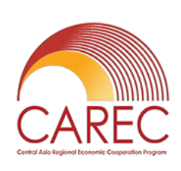 CAREC
Central Asia Regional Economic Cooperation Program